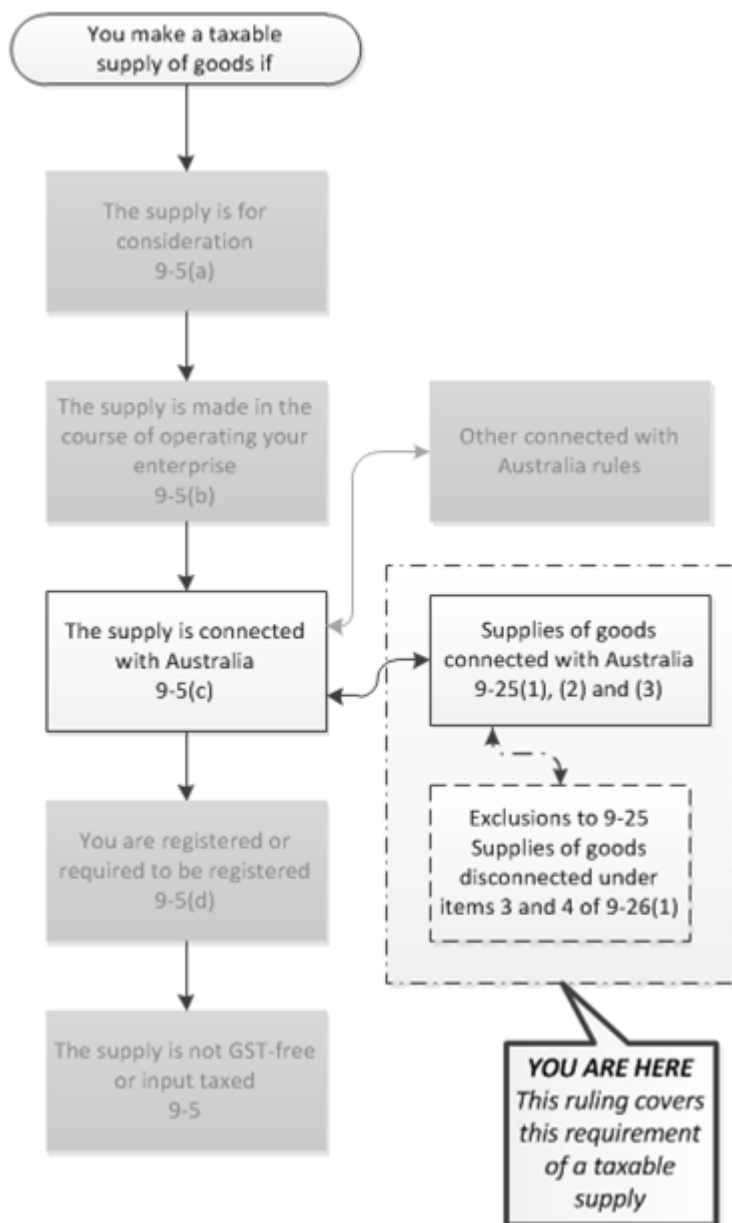 You make a taxable
supply of goods if
The supply is for
consideration
9-5(a)
The supply is made in the
course of operating your
enterprise
9-5(b)
Other connected with
Australia rules
The supply is connected
with Australia
9-5(c)
Supplies of goods
connected with Australia
9-25(1), (2) and (3)
Exclusions to 9-25
Supplies of goods
disconnected under
items 3 and 4 of 9-26(1)
You are registered or
required to be registered
9-5(d)
The supply is not GST-free
or input taxed
9-5
YOU ARE HERE
This ruling covers
this requirement
of a taxable
supply